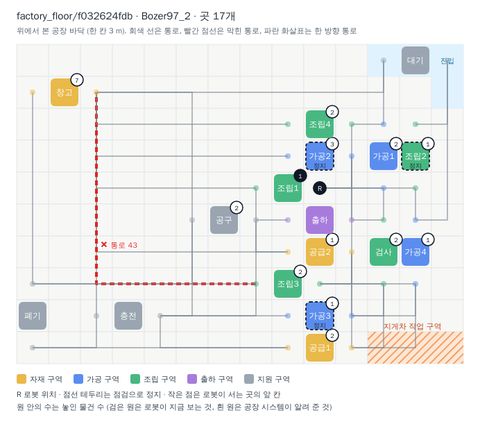 factory_floor/f032624fdb · Bozer97_2 · 곳 17개
위에서 본 공장 바닥 (한 칸 3 m). 회색 선은 통로, 빨간 점선은 막힌 통로, 파란 화살표는 한 방향 통로
대기
진입
창고
7
조립4
2
가공2
정지
3
가공1
2
조립2
정지
1
조립1
1
R
공구
2
출하
공급2
2
검사
2
가공4
1
✖ 통로 43
조립3
2
폐기
충전
가공3
정지
1
지게차 작업 구역
공급1
2
자재 구역
가공 구역
조립 구역
출하 구역
지원 구역
R 로봇 위치 · 점선 테두리는 점검으로 정지 · 작은 점은 로봇이 서는 곳의 앞 칸
원 안의 수는 놓인 물건 수 (검은 원은 로봇이 지금 보는 것, 흰 원은 공장 시스템이 알려 준 것)